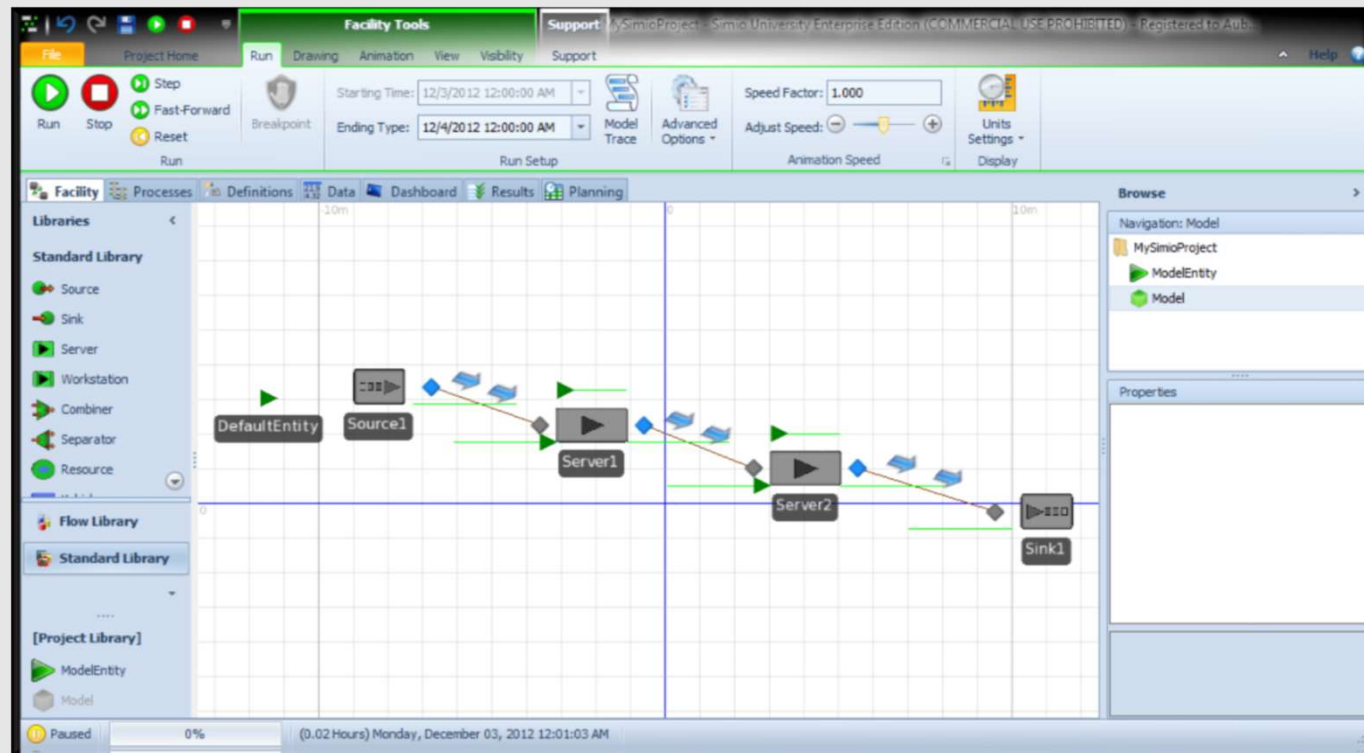 Facility Tools
Support
MySimioProject - Simio University Enterprise Edition (COMMERCIAL USE PROHIBITED) - Registered to Aub...
File
Project Home
Run
Drawing
Animation
View
Visibility
Support
Help
Run
Stop
Step
Fast-Forward
Reset
Run
Breakpoint
Starting Time: 12/3/2012 12:00:00 AM
Ending Type: 12/4/2012 12:00:00 AM
Model
Trace
Advanced
Options
Run Setup
Speed Factor: 1.000
Adjust Speed:
Animation Speed
Units
Settings
Display
Facility
Processes
Definitions
Data
Dashboard
Results
Planning
Libraries
Standard Library
Source
Sink
Server
Workstation
Combiner
Separator
Resource
Flow Library
Standard Library
[Project Library]
ModelEntity
Model
-10m
0
10m
0
DefaultEntity
Source1
Server1
Server2
Sink1
Browse
Navigation: Model
MySimioProject
ModelEntity
Model
Properties
Paused
0%
(0.02 Hours) Monday, December 03, 2012 12:01:03 AM